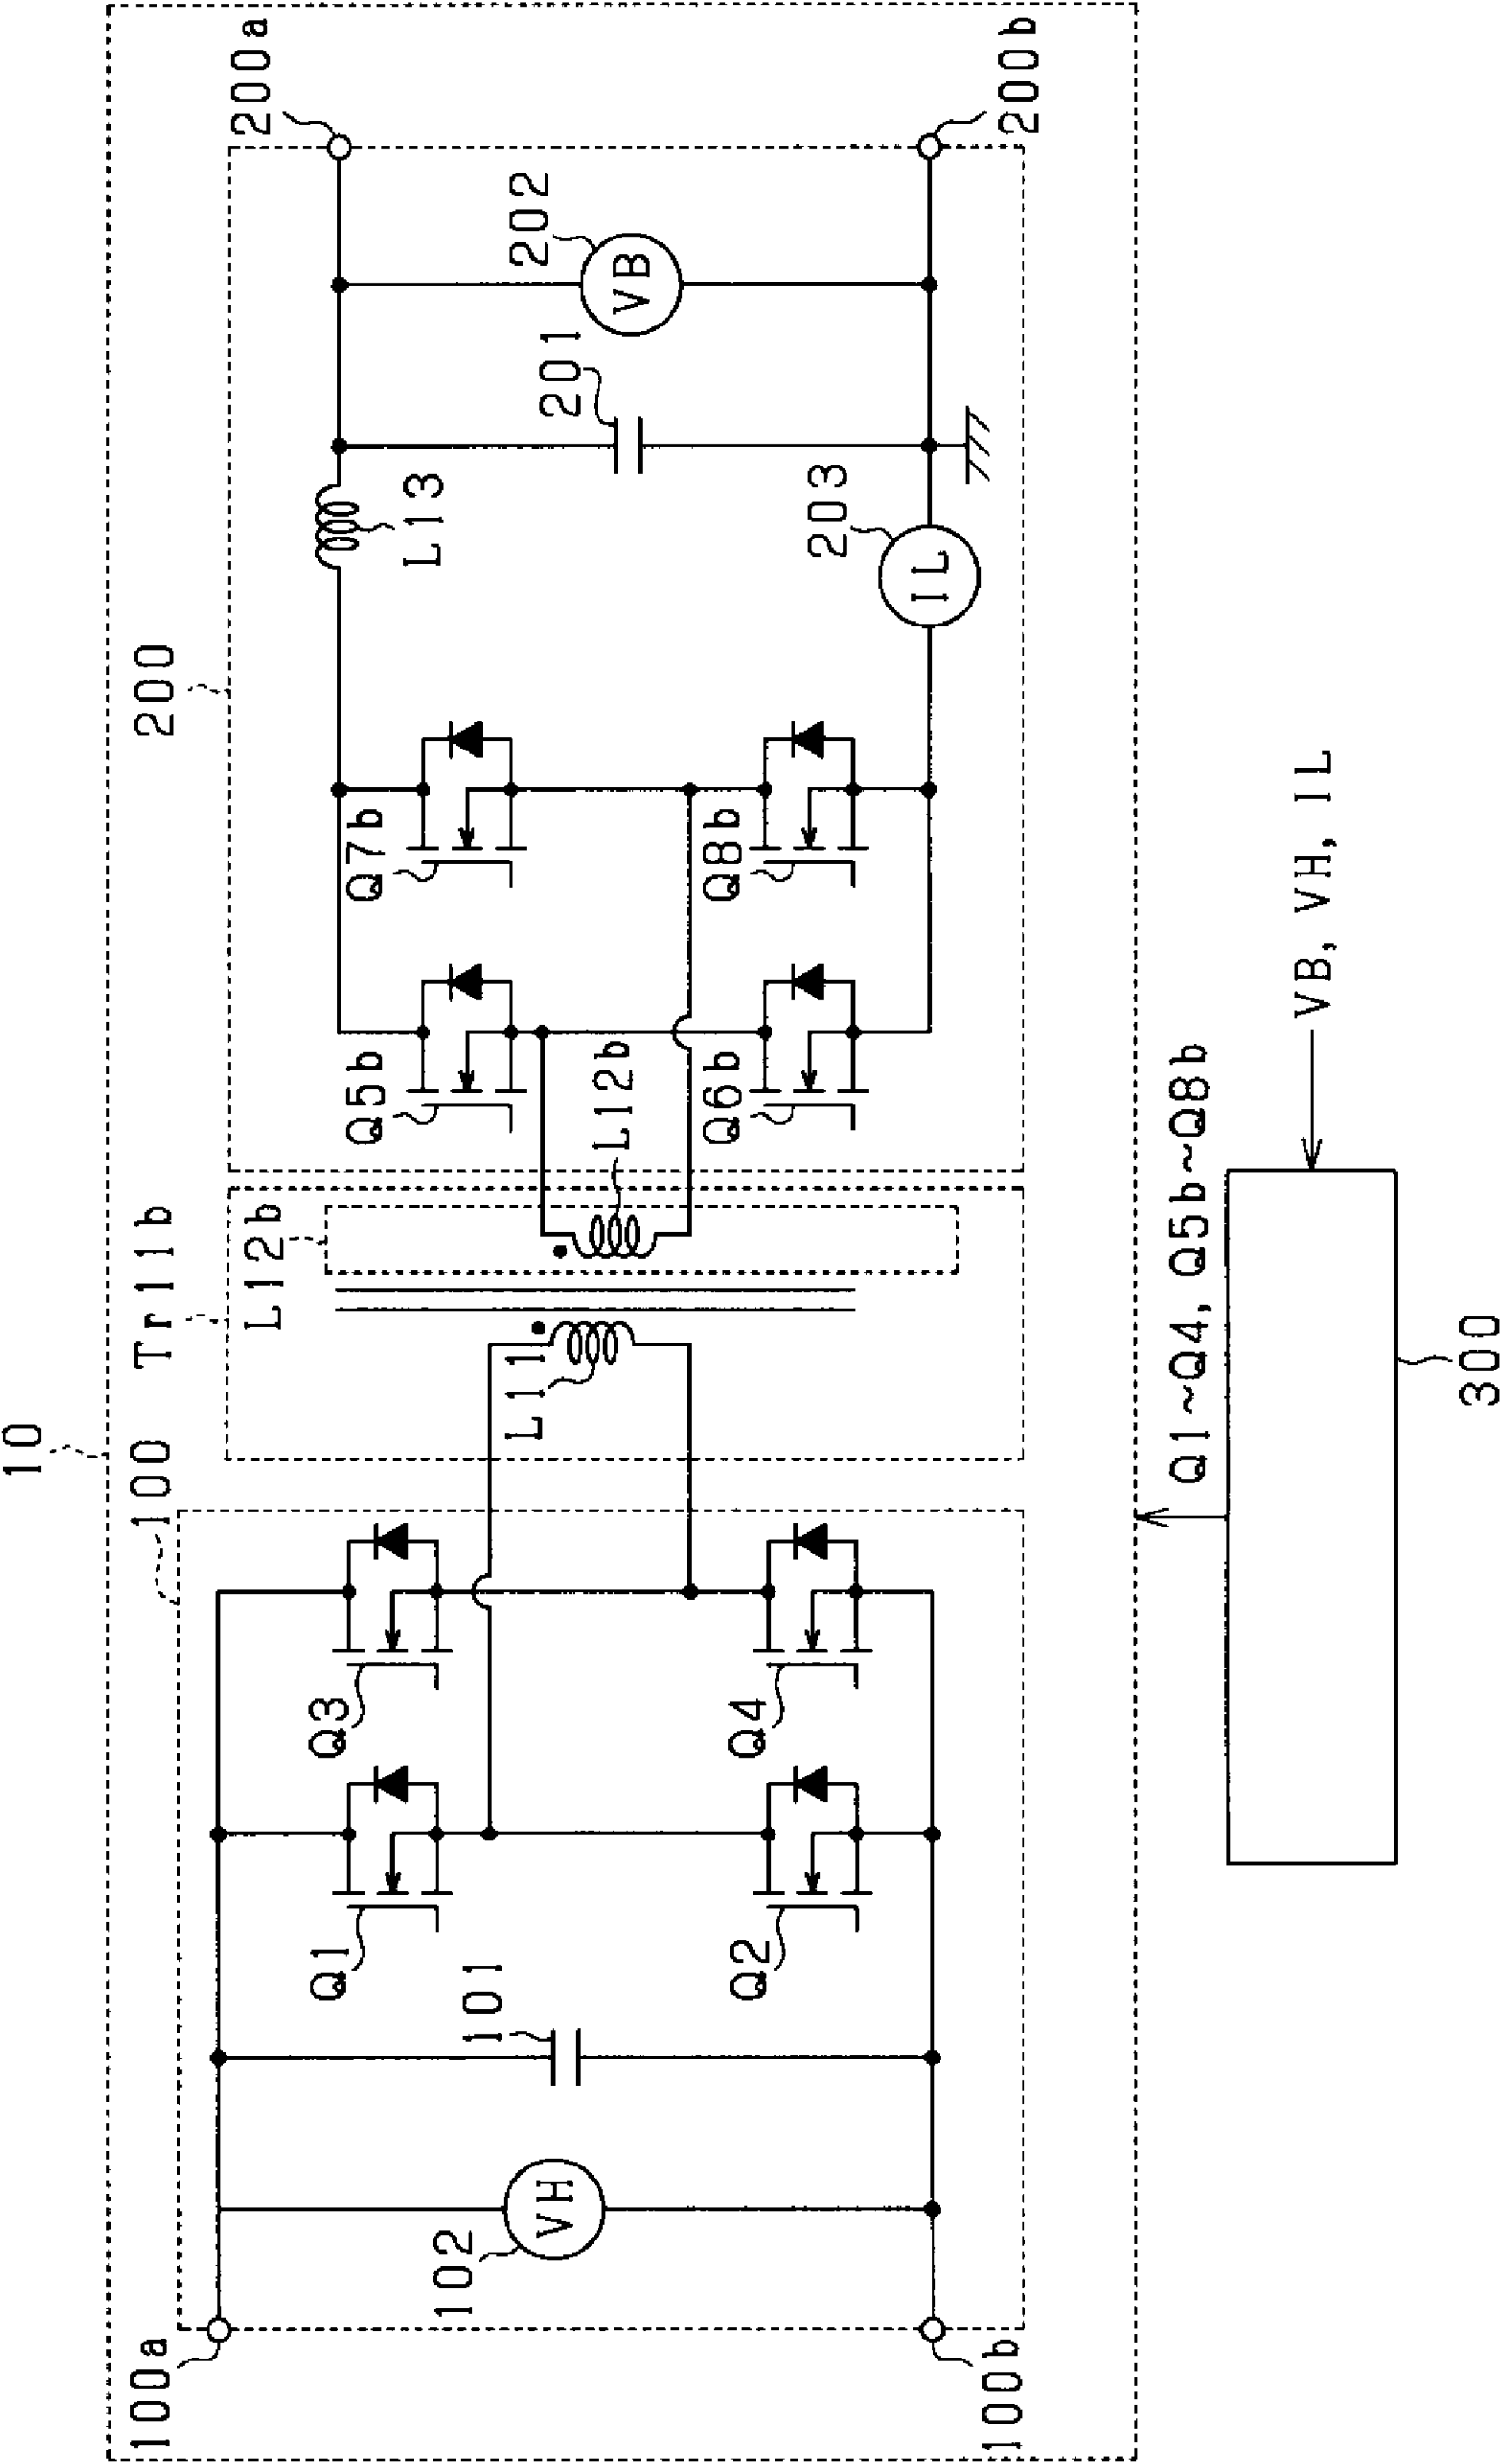 10
100
Tr11b
L12b
200
100a
200a
Q1
Q3
L11
L12b
Q5b
Q7b
L13
102
VH
101
201
202
VB
Q2
Q4
Q6b
Q8b
203
IL
100b
200b
Q1~Q4, Q5b~Q8b
VB, VH, IL
300